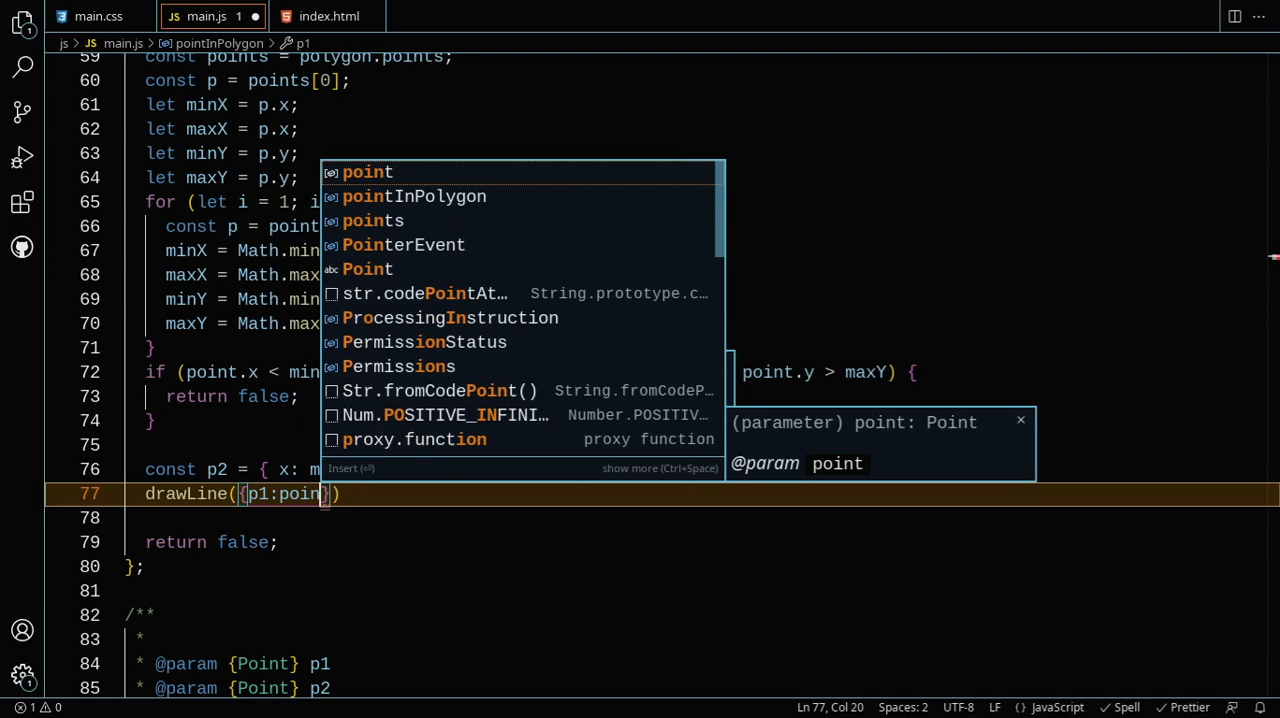 main.css
JS main.js 1
index.html
js > JS main.js > pointInPolygon > p1
59 const points = polygon.points;
60 const p = points[0];
61 let minX = p.x;
62 let maxX = p.x;
63 let minY = p.y;
64 let maxY = p.y;
65 for (let i = 1; i
66 const p = point
67 minX = Math.min
68 maxX = Math.max
69 minY = Math.min
70 maxY = Math.max
71 }
72 if (point.x < min point.y > maxY) {
73 return false;
74 }
75
76 const p2 = { x: m
77 drawLine({p1:poin})
78
79 return false;
80 };
81
82 /**
83 *
84 * @param {Point} p1
85 * @param {Point} p2
point
pointInPolygon
points
PointerEvent
abc Point
str.codePointAt… String.prototype.c…
ProcessingInstruction
PermissionStatus
Permissions
Str.fromCodePoint() String.fromCodeP…
Num.POSITIVE_INFINI… Number.POSITIV…
proxy.function proxy function
Insert (⏎) show more (Ctrl+Space)
(parameter) point: Point
@param point
1
1
1 0 Ln 77, Col 20 Spaces: 2 UTF-8 LF {} JavaScript Spell Prettier